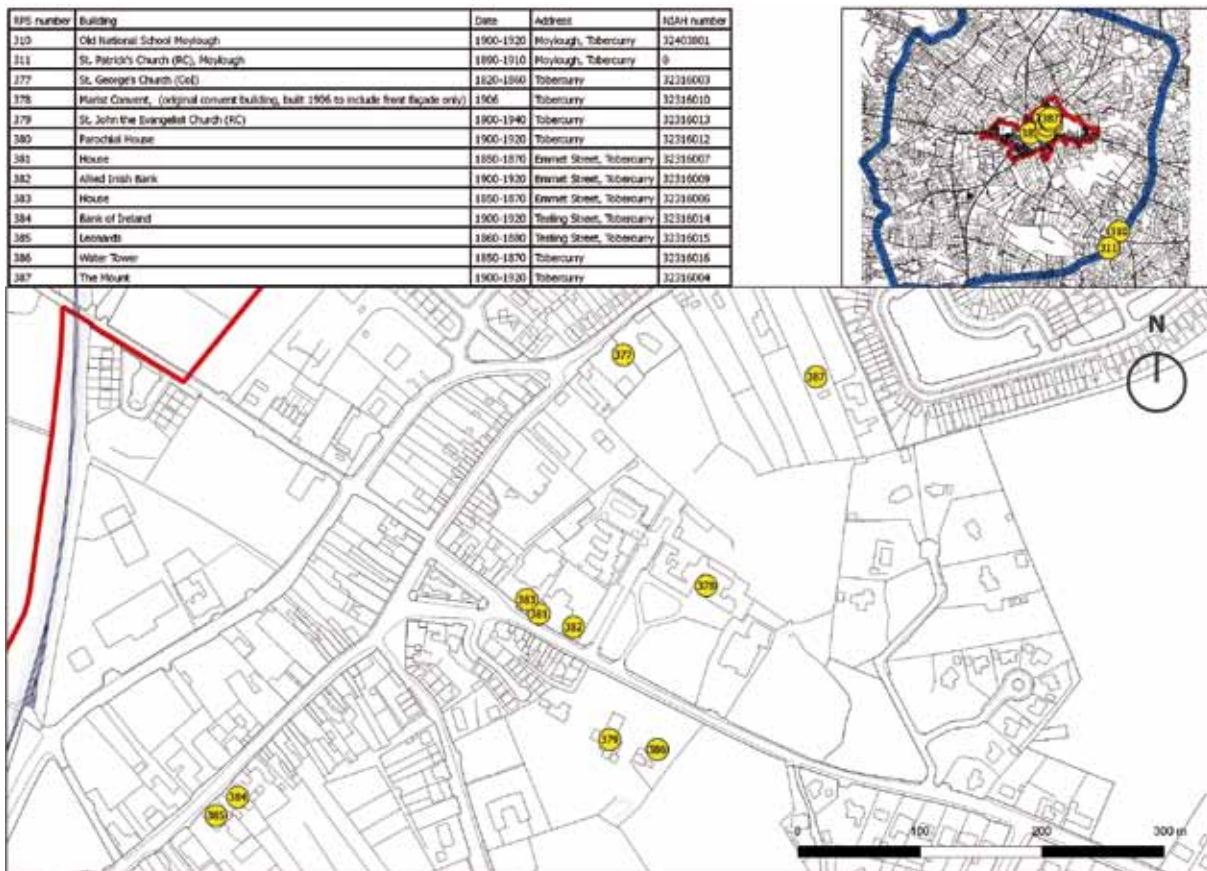 RPS number Building Date Address NIAH number
310 Old National School Moylough 1900-1920 Moylough, Tobercurry 32403801
311 St. Patrick's Church (RC), Moylough 1890-1910 Moylough, Tobercurry 0
377 St. George's Church (CoI) 1820-1860 Tobercurry 32316003
378 Marist Convent, (original convent building, built 1906 to include front façade only) 1906 Tobercurry 32316010
379 St. John the Evangelist Church (RC) 1800-1940 Tobercurry 32316013
380 Parochial House 1900-1920 Tobercurry 32316012
381 House 1850-1870 Emmet Street, Tobercurry 32316007
382 Allied Irish Bank 1900-1920 Emmet Street, Tobercurry 32316009
383 House 1850-1870 Emmet Street, Tobercurry 32316006
384 Bank of Ireland 1900-1920 Teeling Street, Tobercurry 32316014
385 Leonards 1860-1880 Teeling Street, Tobercurry 32316015
386 Water Tower 1850-1870 Tobercurry 32316016
387 The Mount 1900-1920 Tobercurry 32316004
387
311
N
377
387
378
383
381
382
379
386
384
385
0 100 200 300 m